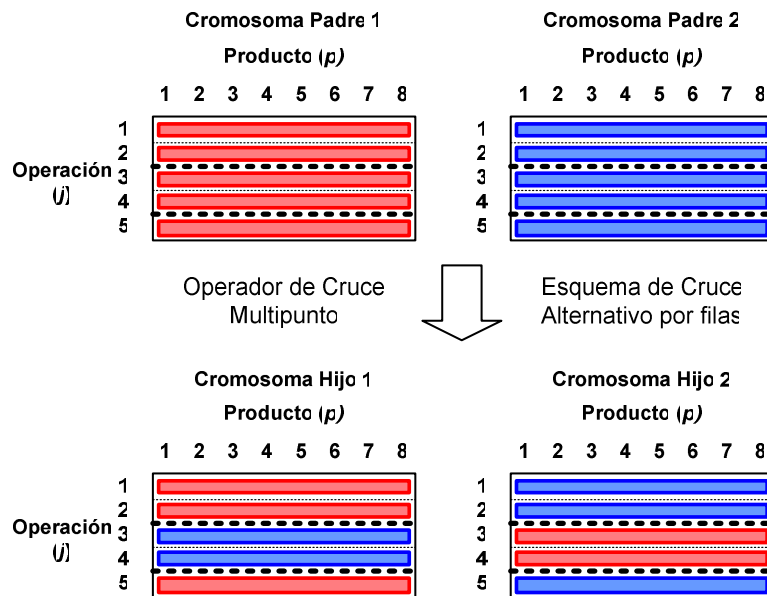 Cromosoma Padre 1
Cromosoma Padre 2
Producto (p)
Producto (p)
1 2 3 4 5 6 7 8
1 2 3 4 5 6 7 8
Operación
(j)
1
2
3
4
5
1
2
3
4
5
Operador de Cruce
Multipunto
Esquema de Cruce
Alternativo por filas
Cromosoma Hijo 1
Cromosoma Hijo 2
Producto (p)
Producto (p)
1 2 3 4 5 6 7 8
1 2 3 4 5 6 7 8
Operación
(j)
1
2
3
4
5
1
2
3
4
5